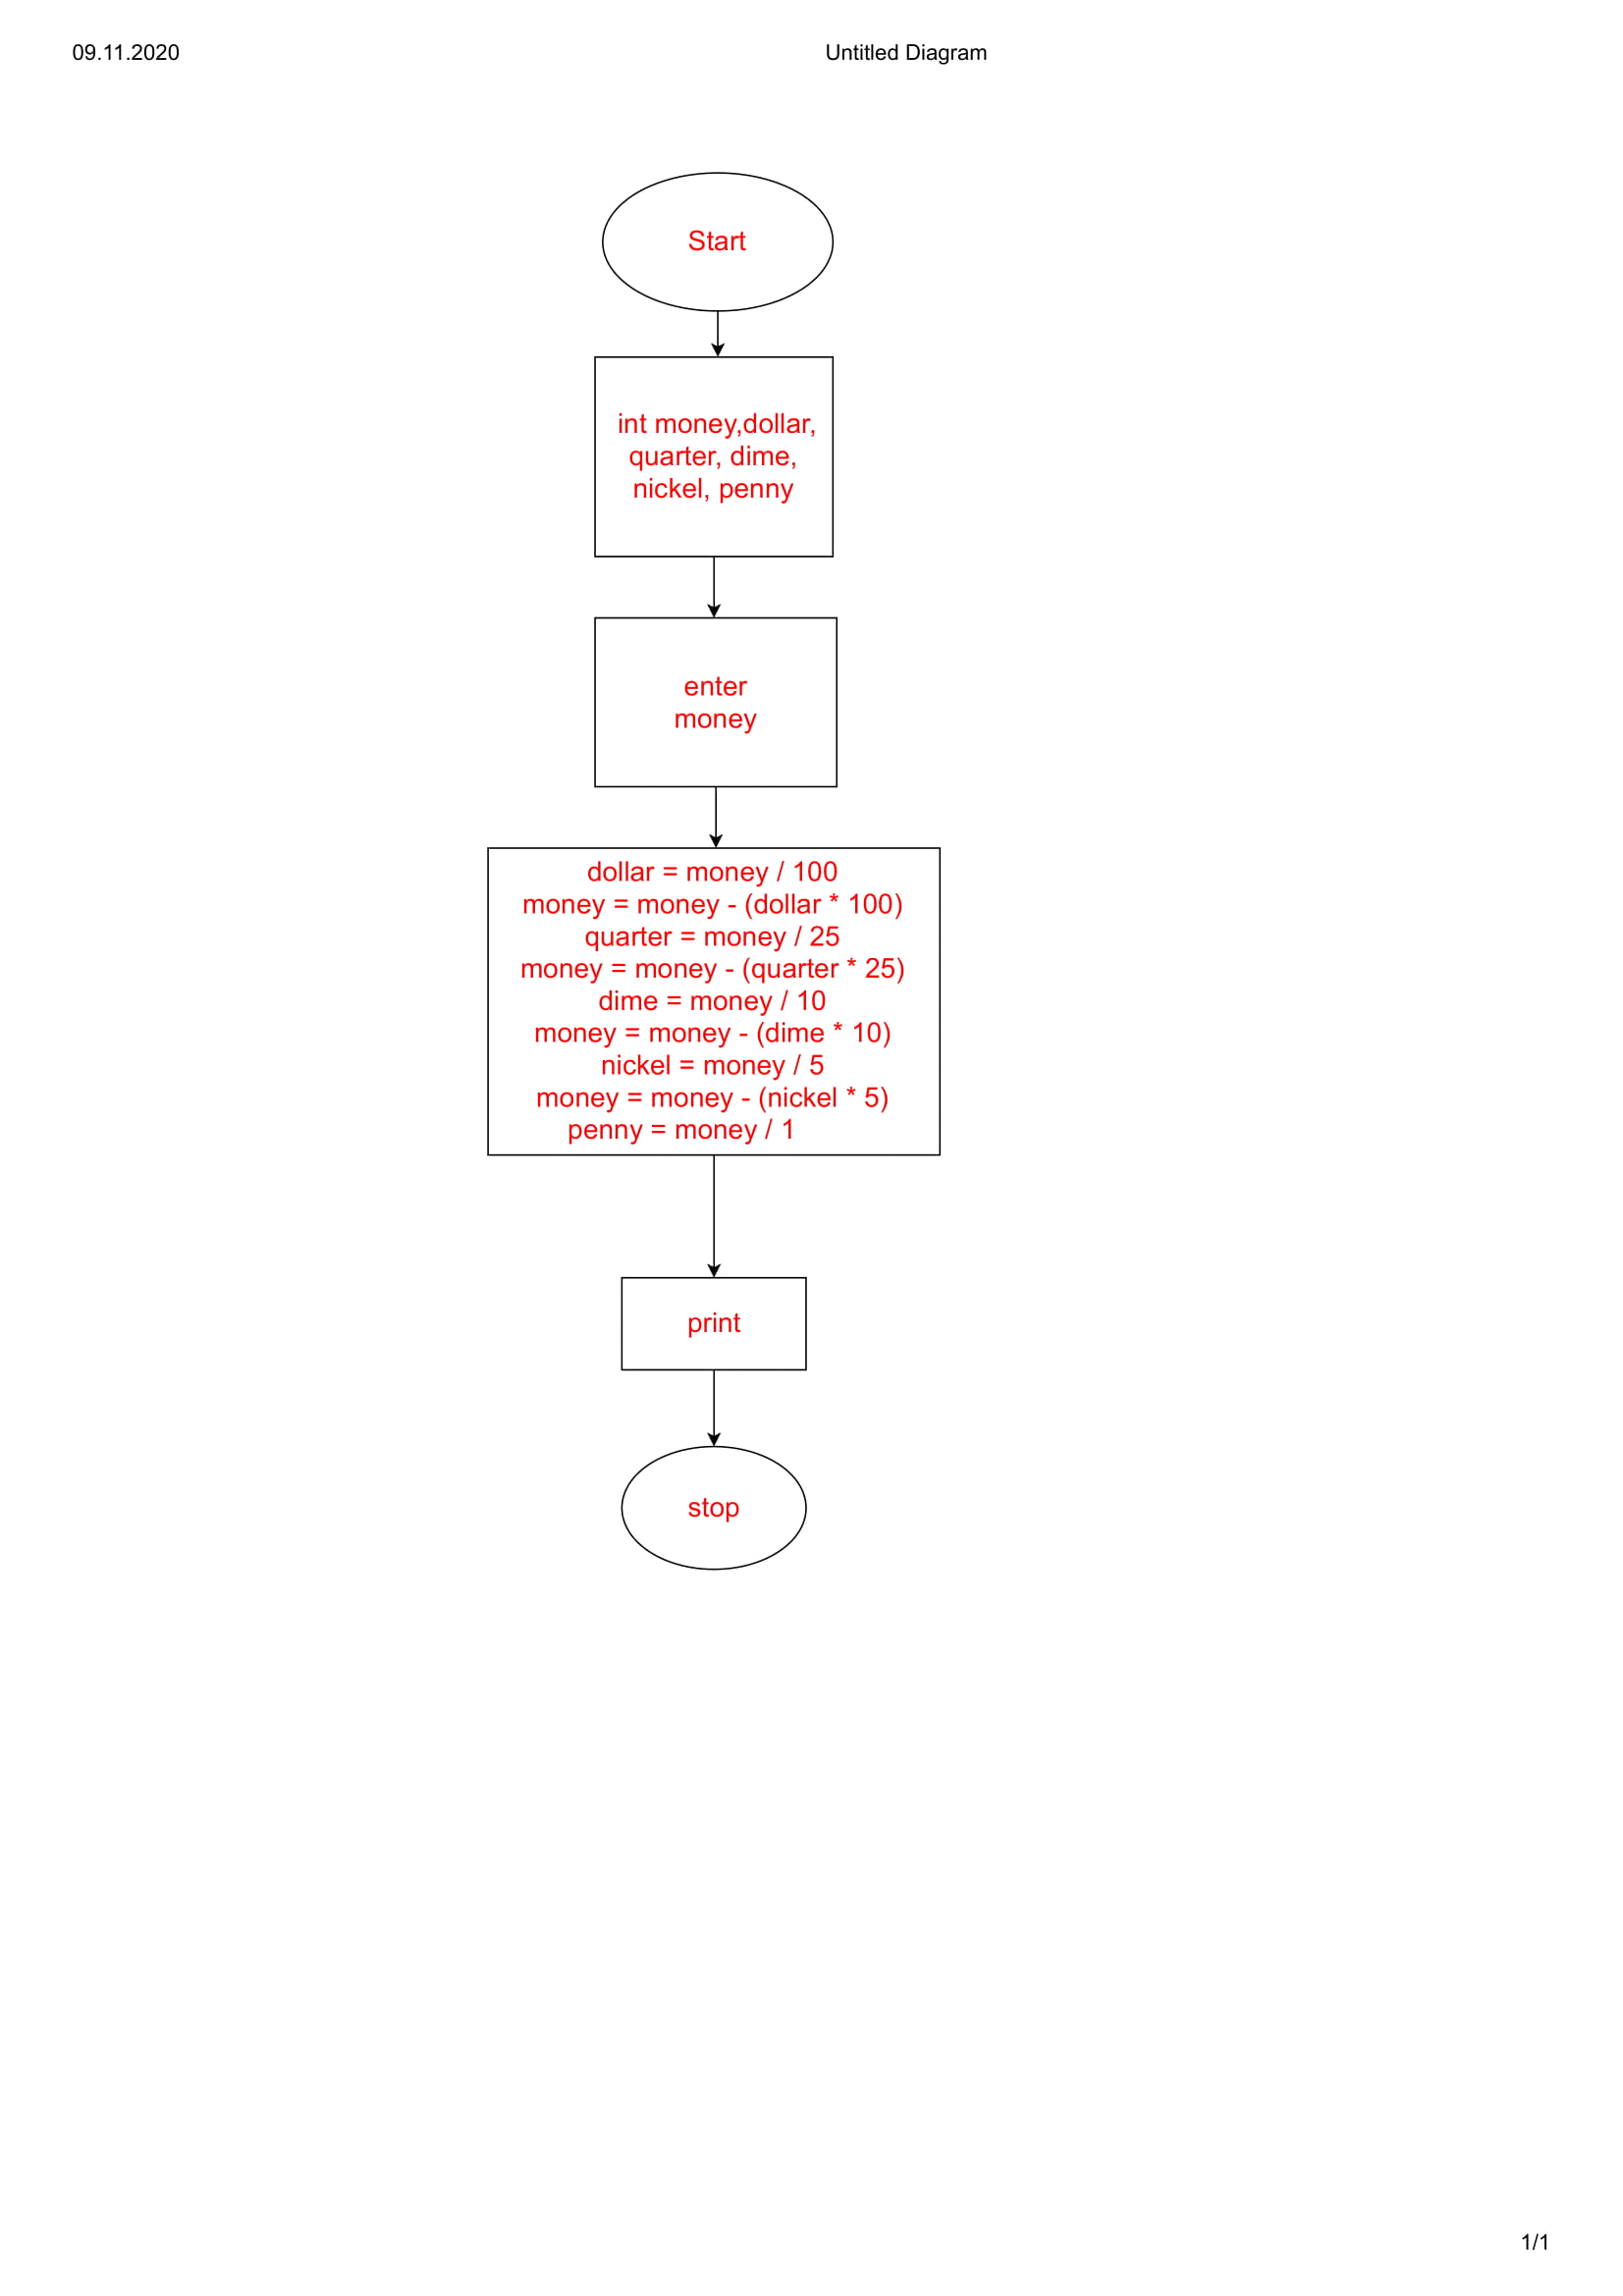 09.11.2020
Untitled Diagram
Start
int money,dollar,
quarter, dime,
nickel, penny
enter
money
dollar = money / 100
money = money - (dollar * 100)
quarter = money / 25
money = money - (quarter * 25)
dime = money / 10
money = money - (dime * 10)
nickel = money / 5
money = money - (nickel * 5)
penny = money / 1
print
stop
1/1